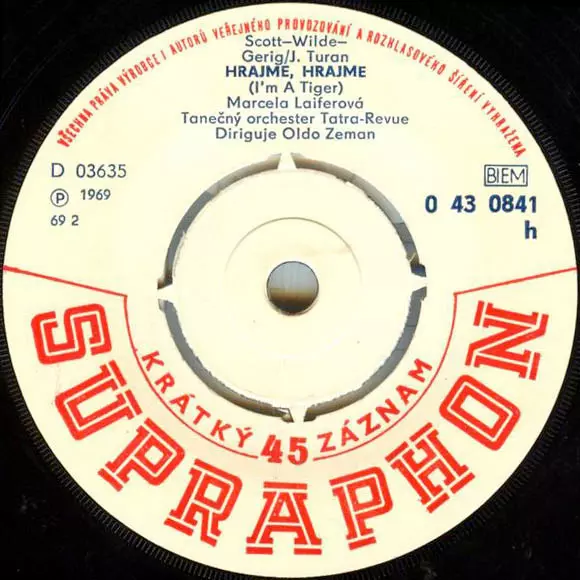 VŠECHNA PRÁVA VÝROBCE I AUTORŮ VEŘEJNÉHO PROVOZOVÁNÍ A ROZHLASOVÉHO ŠÍŘENÍ VYHRAŽENA
Scott—Wilde—
Gerig/J. Turan
HRAJME, HRAJME
(I'm A Tiger)
Marcela Laiferová
Tanečný orchester Tatra-Revue
Diriguje Oldo Zeman
D 03635
Ⓟ 1969
69 2
BIEM
0 43 0841
h
KRÁTKÝ 45 ZÁZNAM
SUPRAPHON